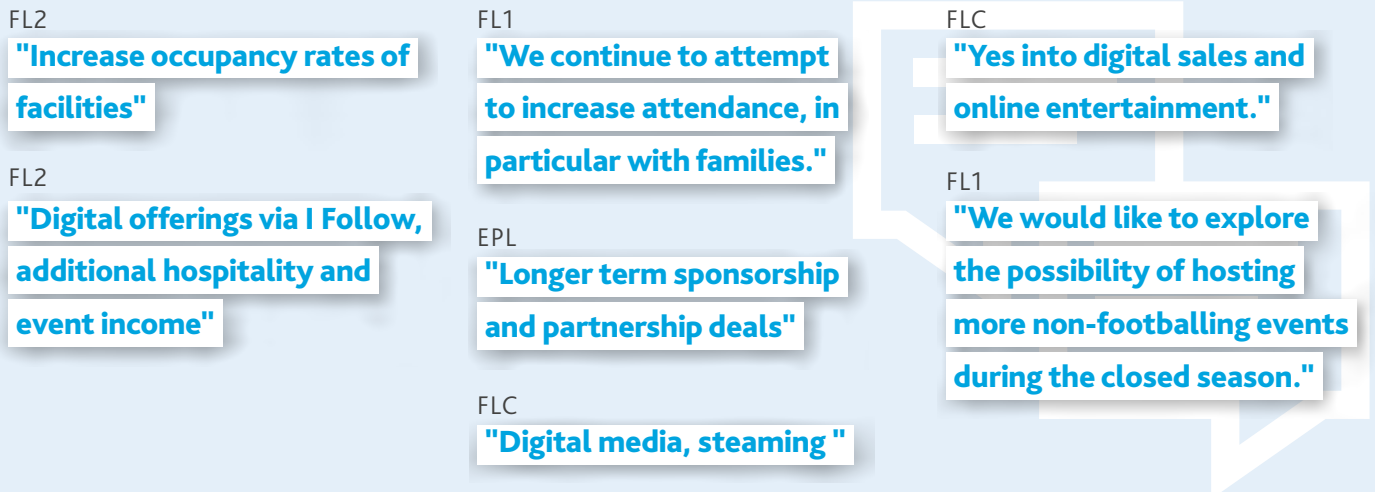 FL2
"Increase occupancy rates of
facilities"
FL2
"Digital offerings via I Follow,
additional hospitality and
event income"
FL1
"We continue to attempt
to increase attendance, in
particular with families."
EPL
"Longer term sponsorship
and partnership deals"
FLC
"Digital media, steaming "
FLC
"Yes into digital sales and
online entertainment."
FL1
"We would like to explore
the possibility of hosting
more non-footballing events
during the closed season."